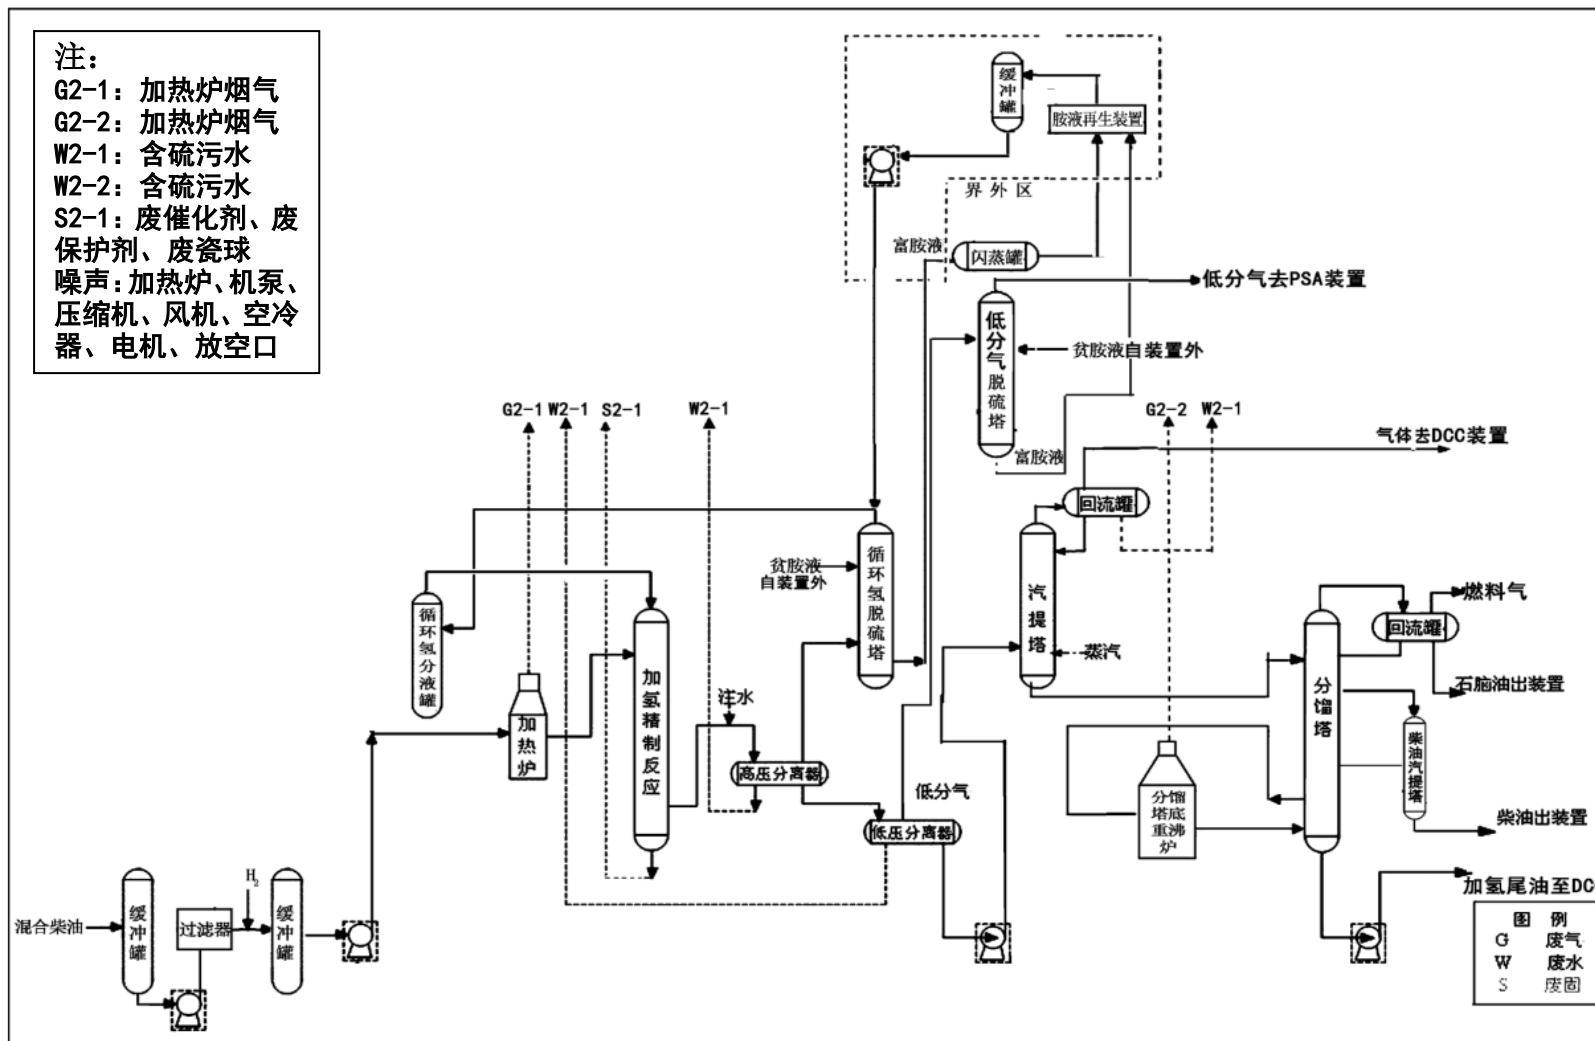 注：
G2-1：加热炉烟气
G2-2：加热炉烟气
W2-1：含硫污水
W2-2：含硫污水
S2-1：废催化剂、废
保护剂、废瓷球
噪声：加热炉、机泵、
压缩机、风机、空冷
器、电机、放空口
缓冲罐
胺液再生装置
界外区
富胺液
闪蒸罐
低分气去PSA装置
低分气脱硫塔
贫胺液自装置外
富胺液
G2-1
W2-1
S2-1
W2-1
G2-2
W2-1
气体去DCC装置
回流罐
循环氢脱硫塔
贫胺液
自装置外
汽提塔
蒸汽
循环氢分液罐
加氢精制反应
加热炉
注水
高压分离器
低分气
低压分离器
燃料气
回流罐
石脑油出装置
分馏塔
柴油汽提塔
分馏
塔底
重沸
炉
柴油出装置
加氢尾油至DC
混合柴油
缓冲罐
过滤器
H2
缓冲罐
图 例
G 废气
W 废水
S 废固